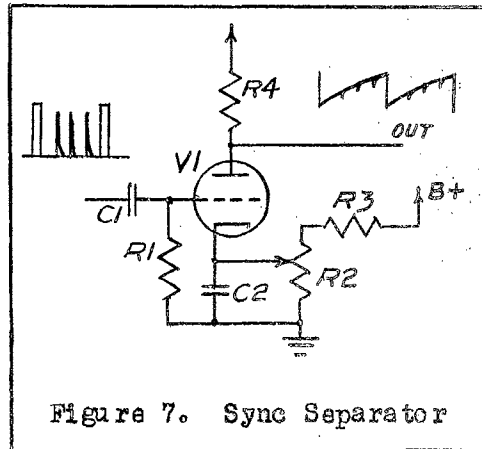 R4
OUT
V1
B+
R3
C1
R1
R2
C2
Figure 7. Sync Separator